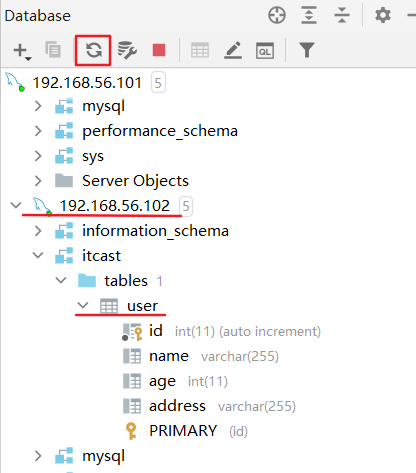 Database
QL
192.168.56.101 5
mysql
performance_schema
sys
Server Objects
192.168.56.102 5
information_schema
itcast
tables 1
user
id int(11) (auto increment)
name varchar(255)
age int(11)
address varchar(255)
PRIMARY (id)
mysql